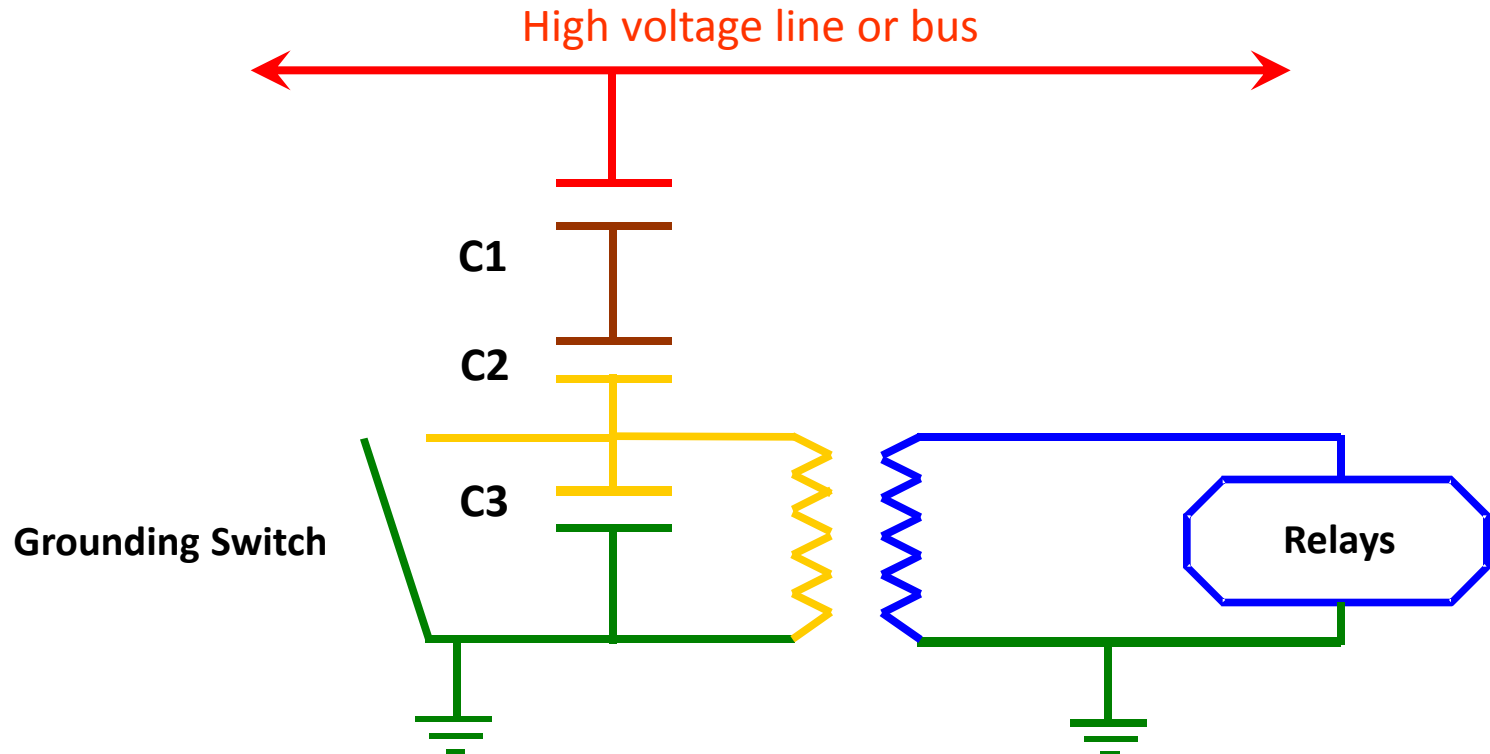 High voltage line or bus
C1
C2
C3
Grounding Switch
Relays